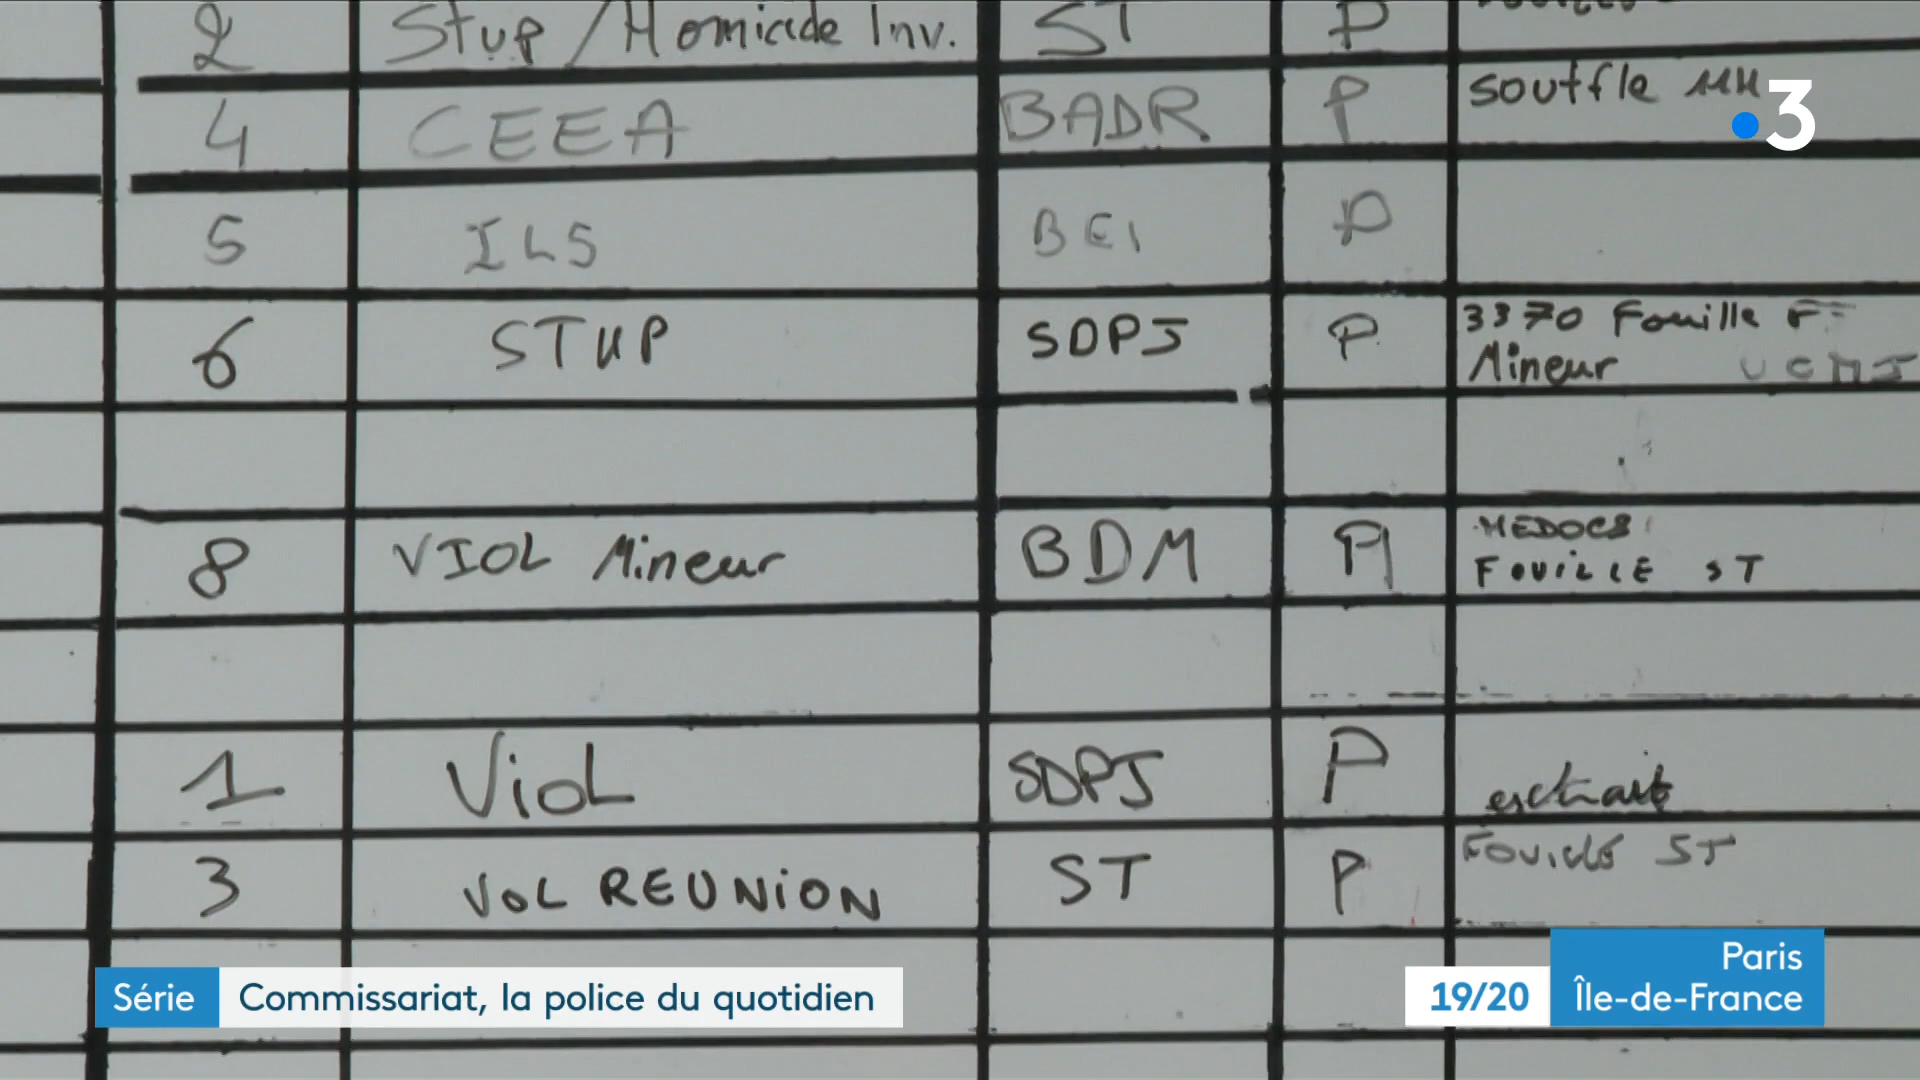 2 Stup/Homicide Inv. ST P
4 CEEA BADR P souffle
3
5 ILS BEI P
6 STUP SDPJ P 3370 Fouille F
Mineur UCMJ
8 VIOL Mineur BDM P MEDOCS
FOUILLE ST
1 VioL SDPJ P extrait
3 VoL REUNiON ST P Fouille ST
Série Commissariat, la police du quotidien
19/20 Paris
Île-de-France